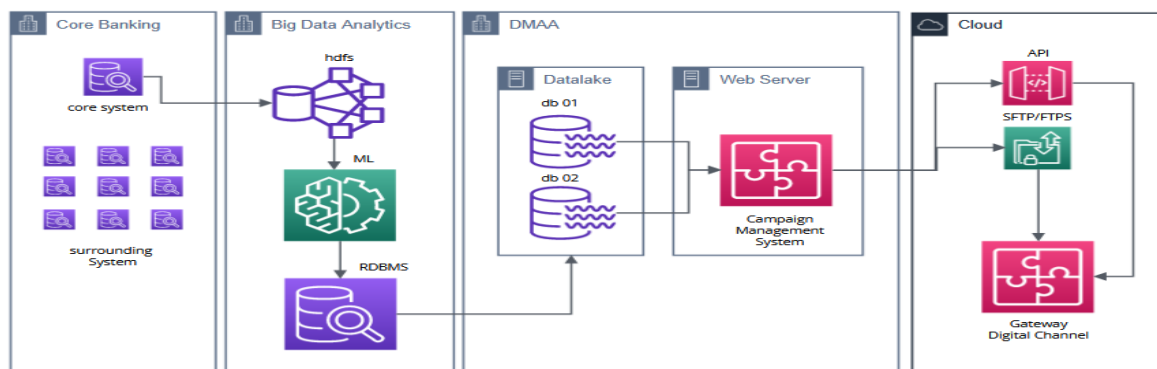 Core Banking
core system
surrounding
System
Big Data Analytics
hdfs
ML
RDBMS
DMAA
Datalake
db 01
db 02
Web Server
Campaign
Management
System
Cloud
API
SFTP/FTPS
Gateway
Digital Channel